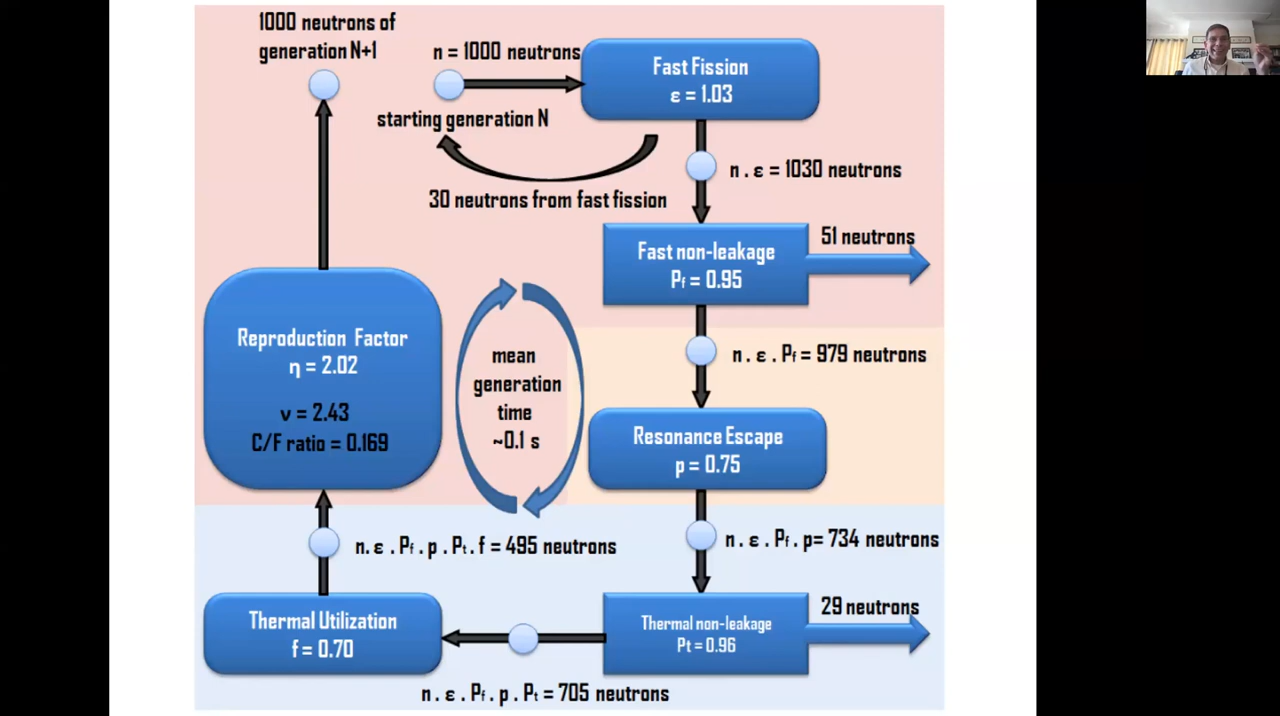 1000 neutrons of
generation N+1
n = 1000 neutrons
starting generation N
Fast Fission
ε = 1.03
30 neutrons from fast fission
n . ε = 1030 neutrons
Fast non-leakage
Pf = 0.95
51 neutrons
n . ε . Pf = 979 neutrons
Reproduction Factor
η = 2.02
ν = 2.43
C/F ratio = 0.169
mean
generation
time
~0.1 s
Resonance Escape
p = 0.75
n . ε . Pf . p= 734 neutrons
n. ε . Pf . p . Pt . f = 495 neutrons
Thermal Utilization
f = 0.70
Thermal non-leakage
Pt = 0.96
29 neutrons
n . ε . Pf . p . Pt = 705 neutrons